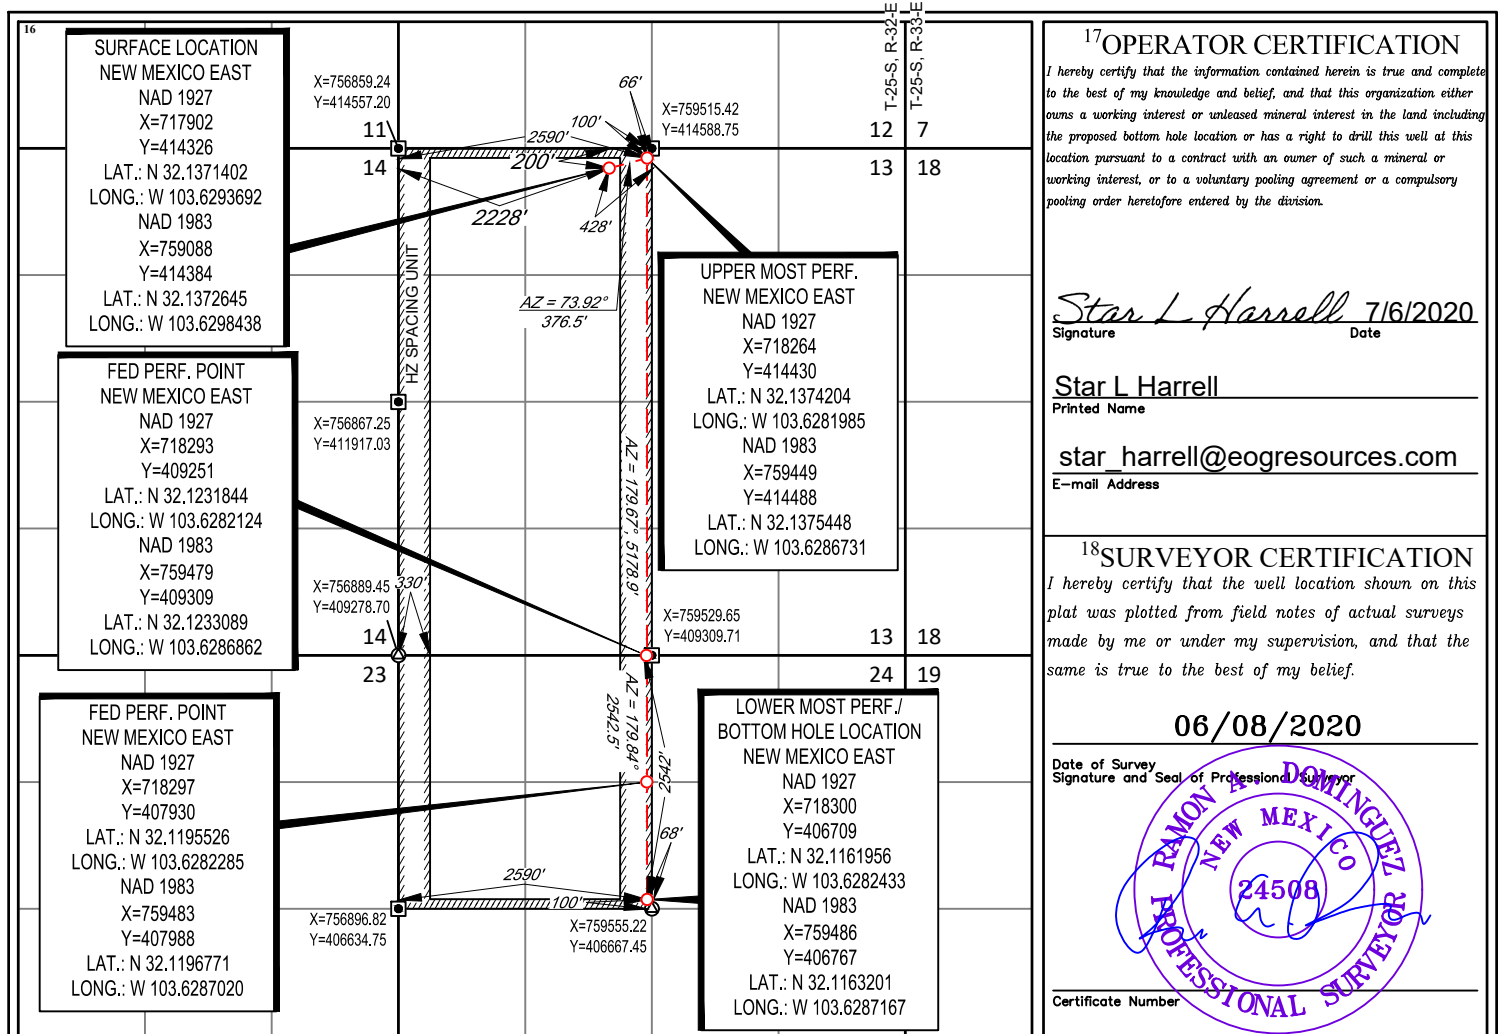 16
SURFACE LOCATION
NEW MEXICO EAST
NAD 1927
X=717902
Y=414326
LAT.: N 32.1371402
LONG.: W 103.6293692
NAD 1983
X=759088
Y=414384
LAT.: N 32.1372645
LONG.: W 103.6298438
FED PERF. POINT
NEW MEXICO EAST
NAD 1927
X=718293
Y=409251
LAT.: N 32.1231844
LONG.: W 103.6282124
NAD 1983
X=759479
Y=409309
LAT.: N 32.1233089
LONG.: W 103.6286862
FED PERF. POINT
NEW MEXICO EAST
NAD 1927
X=718297
Y=407930
LAT.: N 32.1195526
LONG.: W 103.6282285
NAD 1983
X=759483
Y=407988
LAT.: N 32.1196771
LONG.: W 103.6287020
X=756859.24
Y=414557.20
11
14
66'
100'
2590'
200'
2228'
428'
X=759515.42
Y=414588.75
T-25-S, R-32-E
T-25-S, R-33-E
12 7
13 18
HZ SPACING UNIT
AZ = 73.92°
376.5'
UPPER MOST PERF.
NEW MEXICO EAST
NAD 1927
X=718264
Y=414430
LAT.: N 32.1374204
LONG.: W 103.6281985
NAD 1983
X=759449
Y=414488
LAT.: N 32.1375448
LONG.: W 103.6286731
X=756867.25
Y=411917.03
AZ = 179.67°, 5178.9'
X=756889.45
Y=409278.70
330'
14
23
X=759529.65
Y=409309.71
13 18
24 19
AZ = 179.84°
2542.5'
2542'
68'
LOWER MOST PERF./
BOTTOM HOLE LOCATION
NEW MEXICO EAST
NAD 1927
X=718300
Y=406709
LAT.: N 32.1161956
LONG.: W 103.6282433
NAD 1983
X=759486
Y=406767
LAT.: N 32.1163201
LONG.: W 103.6287167
2590'
100'
X=756896.82
Y=406634.75
X=759555.22
Y=406667.45
17OPERATOR CERTIFICATION
I hereby certify that the information contained herein is true and complete
to the best of my knowledge and belief, and that this organization either
owns a working interest or unleased mineral interest in the land including
the proposed bottom hole location or has a right to drill this well at this
location pursuant to a contract with an owner of such a mineral or
working interest, or to a voluntary pooling agreement or a compulsory
pooling order heretofore entered by the division.
Star L Harrell 7/6/2020
Signature Date
Star L Harrell
Printed Name
star_harrell@eogresources.com
E-mail Address
18SURVEYOR CERTIFICATION
I hereby certify that the well location shown on this
plat was plotted from field notes of actual surveys
made by me or under my supervision, and that the
same is true to the best of my belief.
06/08/2020
Date of Survey
Signature and Seal of Professional Surveyor
RAMON A. DOMINGUEZ
NEW MEXICO
24508
PROFESSIONAL SURVEYOR
Certificate Number